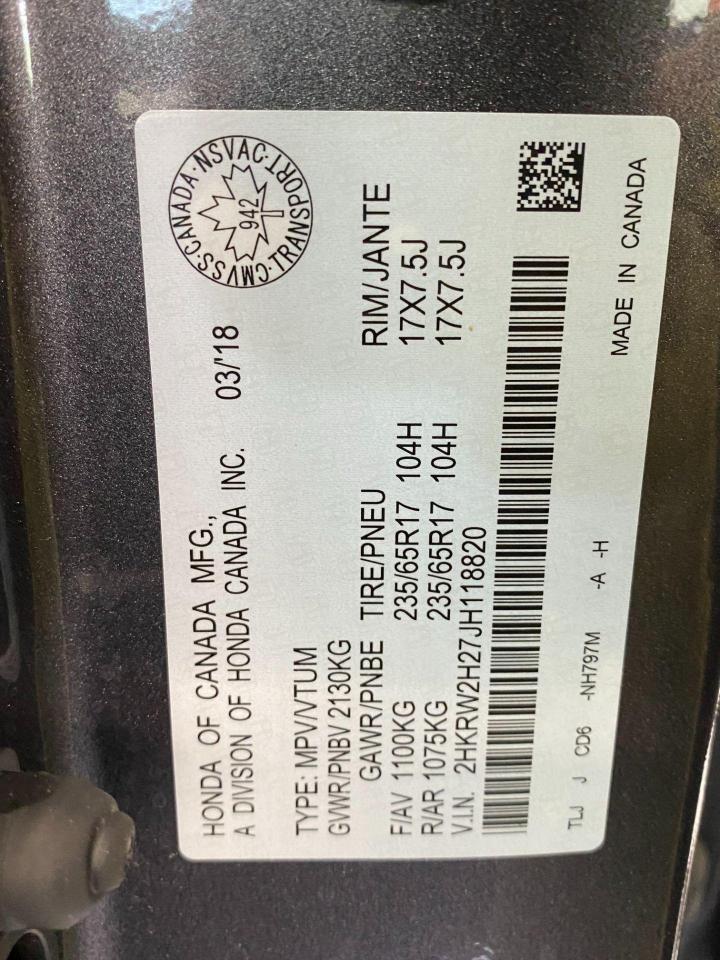 HONDA OF CANADA MFG.,
A DIVISION OF HONDA CANADA INC. 03/'18
CMVSS:CANADA·NSVAC·TRANSPORT·
942
TYPE: MPV/VTUM
GVWR/PNBV 2130KG
GAWR/PNBE TIRE/PNEU RIM/JANTE
F/AV 1100KG 235/65R17 104H 17X7.5J
R/AR 1075KG 235/65R17 104H 17X7.5J
V.I.N. 2HKRW2H27JH118820
TLJ J CD6 -NH797M -A -H MADE IN CANADA